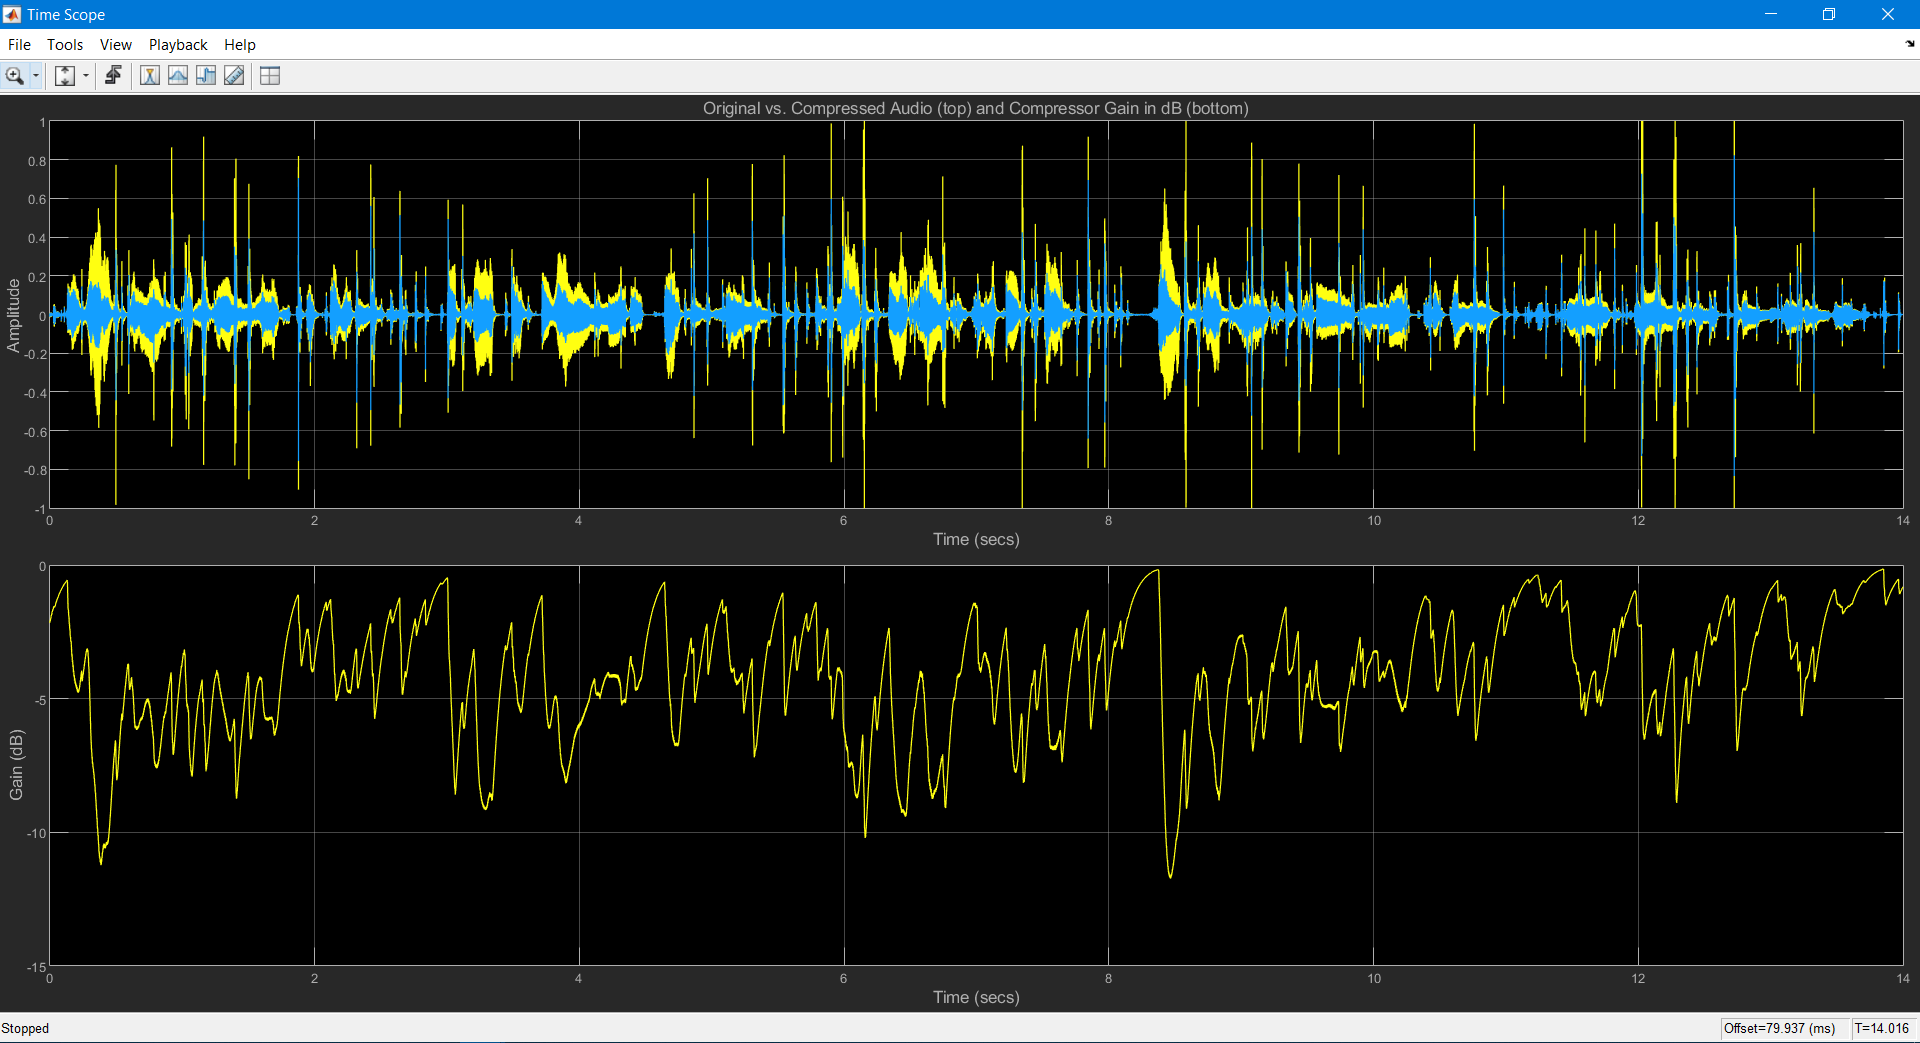 Time Scope
File Tools View Playback Help
Original vs. Compressed Audio (top) and Compressor Gain in dB (bottom)
1
0.8
0.6
0.4
0.2
0
-0.2
-0.4
-0.6
-0.8
-1
Amplitude
0 2 4 6 8 10 12 14
Time (secs)
0
-5
-10
-15
Gain (dB)
0 2 4 6 8 10 12 14
Time (secs)
Stopped Offset=79.937 (ms) T=14.016